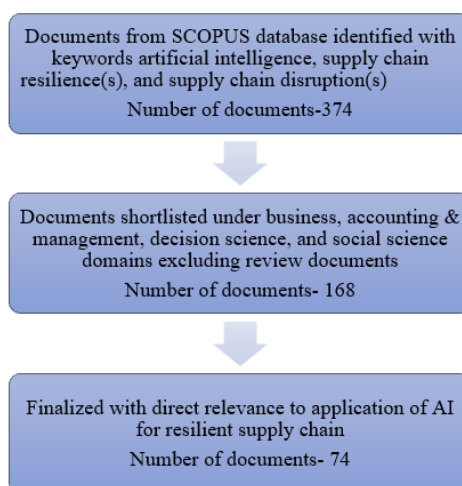 Documents from SCOPUS database identified with
keywords artificial intelligence, supply chain
resilience(s), and supply chain disruption(s)
Number of documents-374
Documents shortlisted under business, accounting &
management, decision science, and social science
domains excluding review documents
Number of documents- 168
Finalized with direct relevance to application of AI
for resilient supply chain
Number of documents- 74